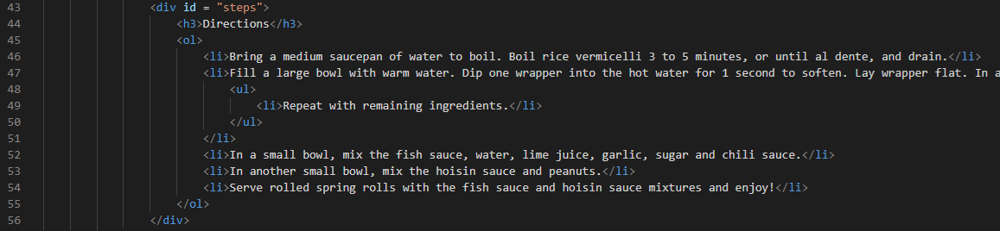 43 <div id = "steps">
44 <h3>Directions</h3>
45 <ol>
46 <li>Bring a medium saucepan of water to boil. Boil rice vermicelli 3 to 5 minutes, or until al dente, and drain.</li>
47 <li>Fill a large bowl with warm water. Dip one wrapper into the hot water for 1 second to soften. Lay wrapper flat. In a
48 <ul>
49 <li>Repeat with remaining ingredients.</li>
50 </ul>
51 </li>
52 <li>In a small bowl, mix the fish sauce, water, lime juice, garlic, sugar and chili sauce.</li>
53 <li>In another small bowl, mix the hoisin sauce and peanuts.</li>
54 <li>Serve rolled spring rolls with the fish sauce and hoisin sauce mixtures and enjoy!</li>
55 </ol>
56 </div>